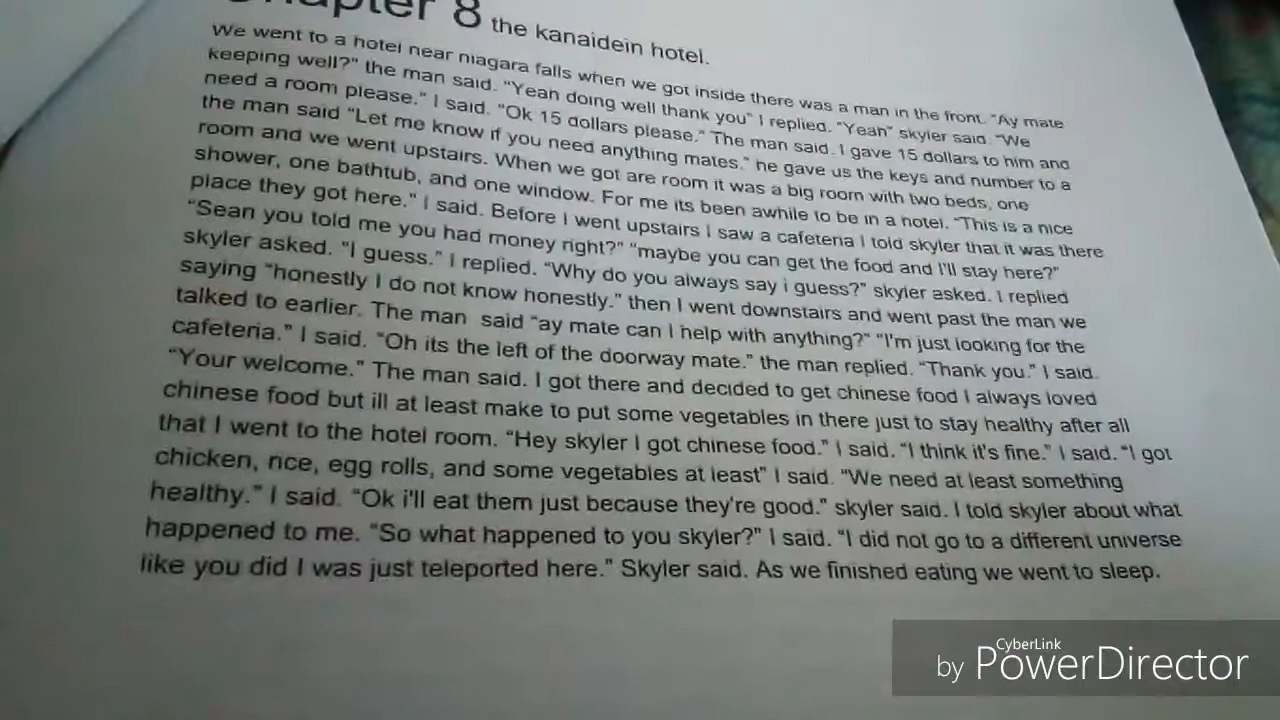 Chapter 8 the kanaidein hotel.
We went to a hotel near niagara falls when we got inside there was a man in the front. “Ay mate
keeping well?” the man said. “Yeah doing well thank you” I replied. “Yeah” skyler said. “We
need a room please.” I said. “Ok 15 dollars please.” The man said. I gave 15 dollars to him and
the man said “Let me know if you need anything mates.” he gave us the keys and number to a
room and we went upstairs. When we got are room it was a big room with two beds, one
shower, one bathtub, and one window. For me its been awhile to be in a hotel. “This is a nice
place they got here.” I said. Before I went upstairs I saw a cafeteria I told skyler that it was there
“Sean you told me you had money right?” “maybe you can get the food and I'll stay here?”
skyler asked. “I guess.” I replied. “Why do you always say i guess?” skyler asked. I replied
saying “honestly I do not know honestly.” then I went downstairs and went past the man we
talked to earlier. The man said “ay mate can I help with anything?” “I'm just looking for the
cafeteria.” I said. “Oh its the left of the doorway mate.” the man replied. “Thank you.” I said.
“Your welcome.” The man said. I got there and decided to get chinese food I always loved
chinese food but ill at least make to put some vegetables in there just to stay healthy after all
that I went to the hotel room. “Hey skyler I got chinese food.” I said. “I think it's fine.” I said. “I got
chicken, rice, egg rolls, and some vegetables at least” I said. “We need at least something
healthy.” I said. “Ok i'll eat them just because they're good.” skyler said. I told skyler about what
happened to me. “So what happened to you skyler?” I said. “I did not go to a different universe
like you did I was just teleported here.” Skyler said. As we finished eating we went to sleep.
CyberLink
by PowerDirector